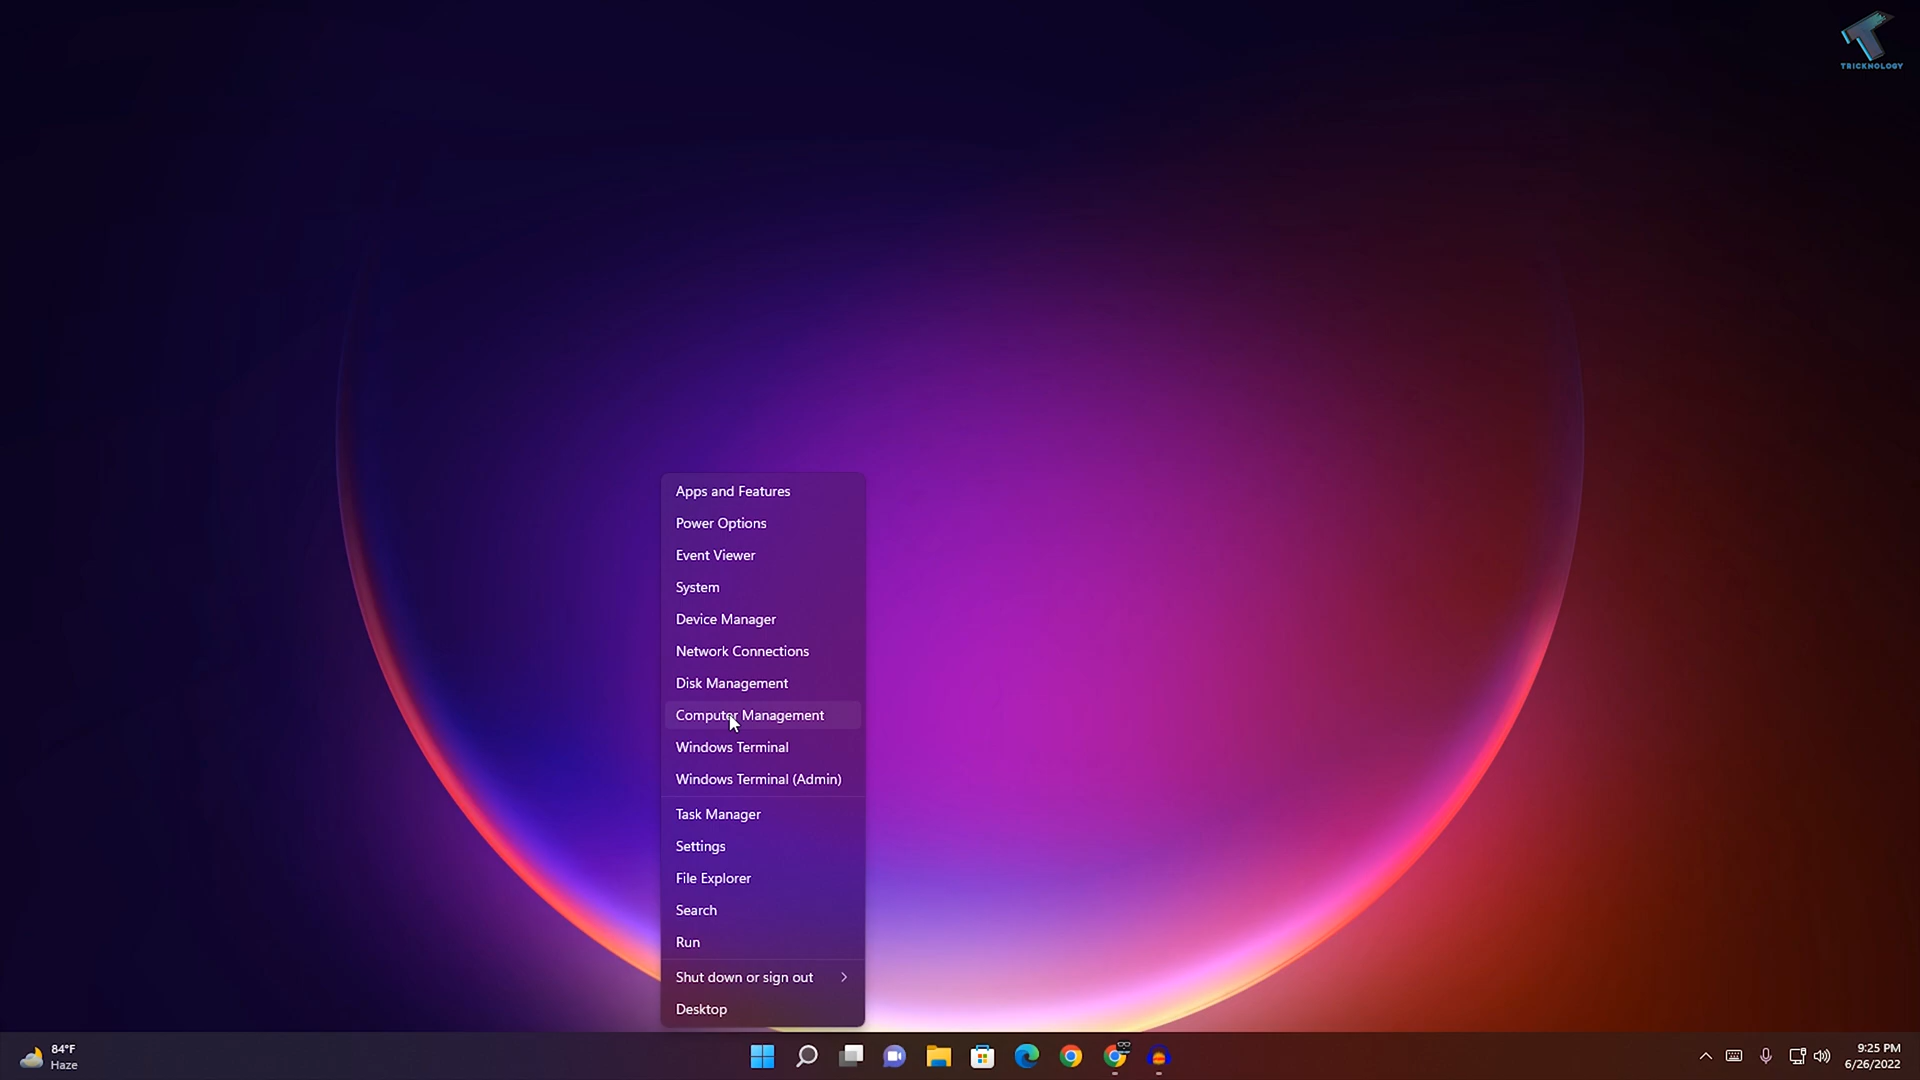 TRICKNOLOGY
Apps and Features
Power Options
Event Viewer
System
Device Manager
Network Connections
Disk Management
Computer Management
Windows Terminal
Windows Terminal (Admin)
Task Manager
Settings
File Explorer
Search
Run
Shut down or sign out
Desktop
84°F
Haze
9:25 PM
6/26/2022